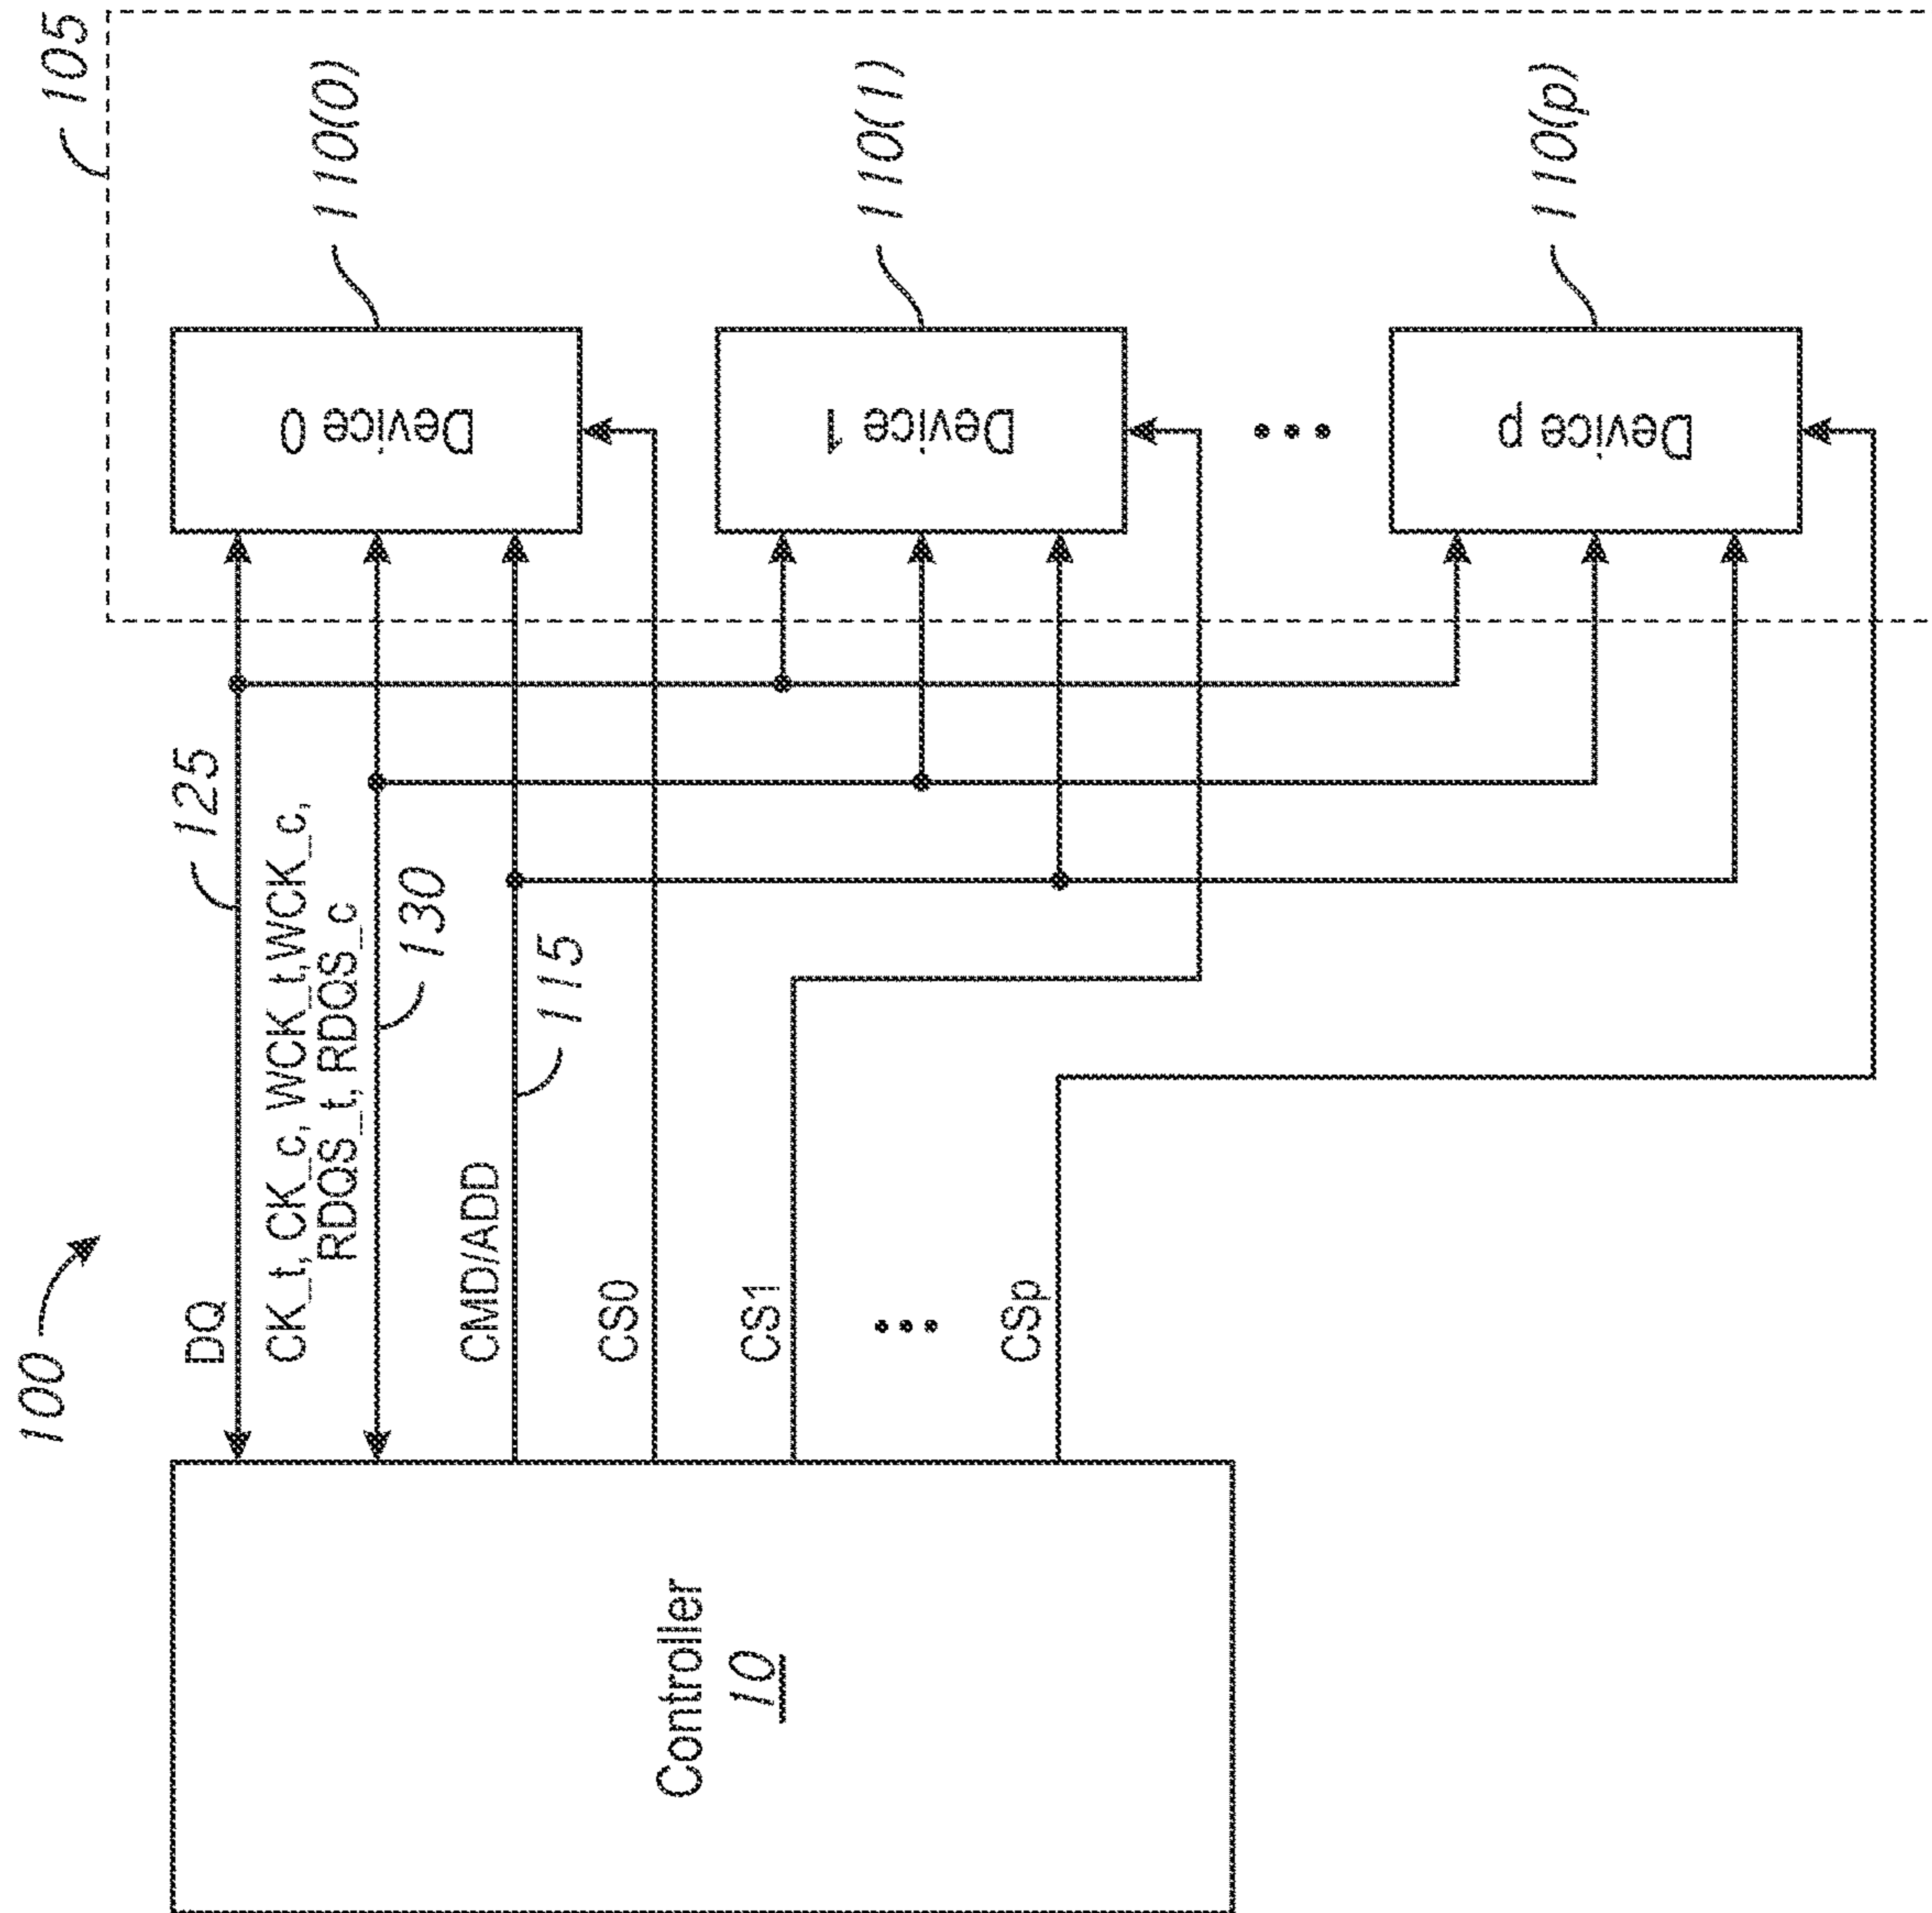 100
105
DQ
125
CK_t, CK_c, WCK_t,WCK_c,
RDQS_t, RDQS_c
130
CMD/ADD
115
CS0
CS1
CSp
Controller
10
Device 0
110(0)
Device 1
110(1)
Device p
110(p)